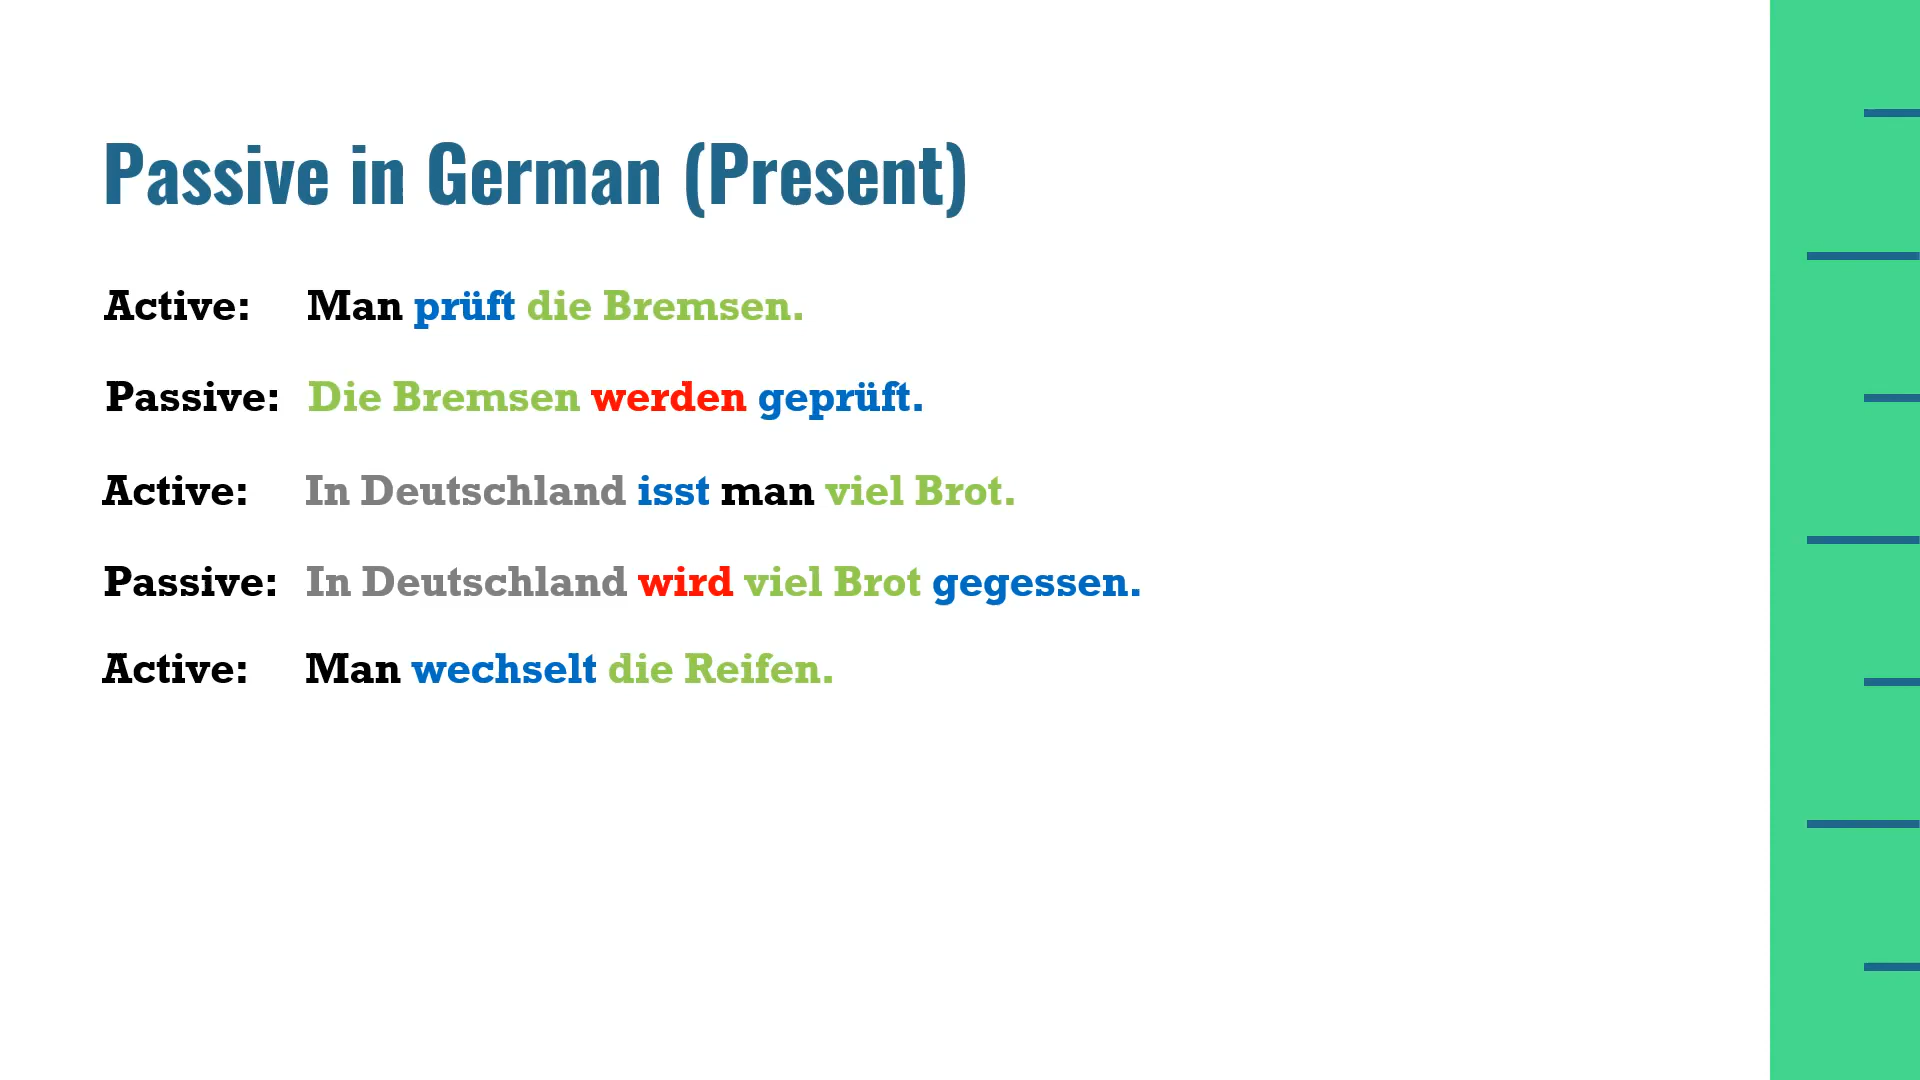 Passive in German (Present)
Active: Man prüft die Bremsen.
Passive: Die Bremsen werden geprüft.
Active: In Deutschland isst man viel Brot.
Passive: In Deutschland wird viel Brot gegessen.
Active: Man wechselt die Reifen.